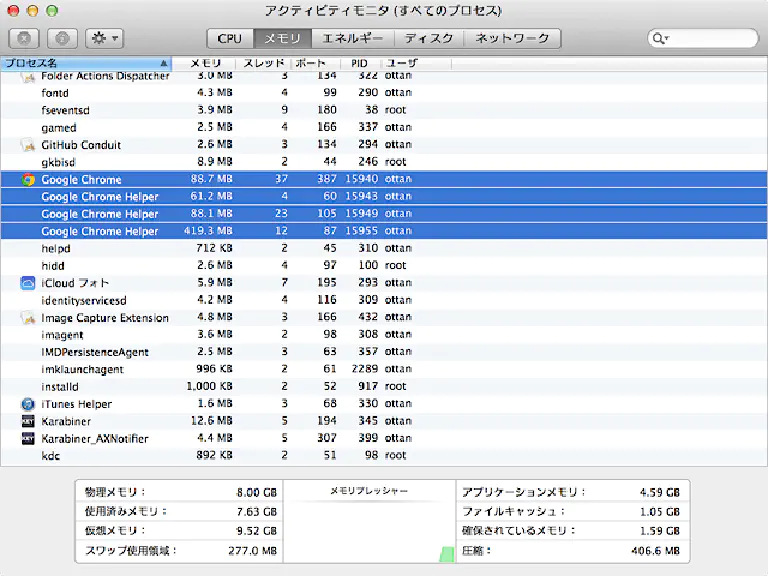 アクティビティモニタ (すべてのプロセス)
CPU メモリ エネルギー ディスク ネットワーク
プロセス名 メモリ スレッド ポート PID ユーザ
Folder Actions Dispatcher 3.0 MB 3 134 322 ottan
fontd 4.3 MB 4 99 290 ottan
fseventsd 3.9 MB 9 180 38 root
gamed 2.5 MB 4 166 337 ottan
GitHub Conduit 2.6 MB 3 134 294 ottan
gkbisd 8.9 MB 2 44 246 root
Google Chrome 88.7 MB 37 387 15940 ottan
Google Chrome Helper 61.2 MB 4 60 15943 ottan
Google Chrome Helper 88.1 MB 23 105 15949 ottan
Google Chrome Helper 419.3 MB 12 87 15955 ottan
helpd 712 KB 2 45 310 ottan
hidd 2.6 MB 4 97 100 root
iCloud フォト 5.9 MB 7 195 293 ottan
identityservicesd 4.2 MB 4 116 309 ottan
Image Capture Extension 4.8 MB 3 166 432 ottan
imagent 3.6 MB 2 98 308 ottan
IMDPersistenceAgent 2.5 MB 3 63 357 ottan
imklaunchagent 996 KB 2 61 2289 ottan
installd 1,000 KB 2 52 917 root
iTunes Helper 1.6 MB 3 68 330 ottan
KEY Karabiner 12.6 MB 5 194 345 ottan
KEY Karabiner_AXNotifier 4.4 MB 5 307 399 ottan
kdc 892 KB 2 51 98 root
物理メモリ： 8.00 GB
使用済みメモリ： 7.63 GB
仮想メモリ： 9.52 GB
スワップ使用領域： 277.0 MB
メモリプレッシャー
アプリケーションメモリ： 4.59 GB
ファイルキャッシュ： 1.05 GB
確保されているメモリ： 1.59 GB
圧縮： 406.6 MB